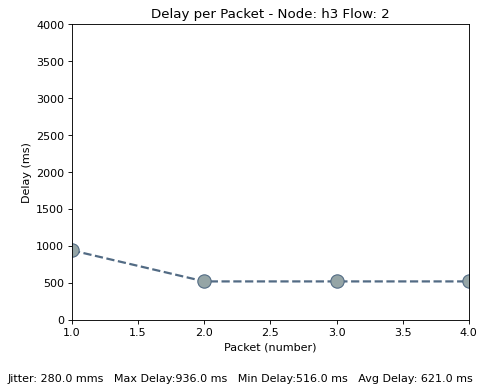 Delay per Packet - Node: h3 Flow: 2
4000
3500
3000
2500
2000
1500
1000
500
0
Delay (ms)
1.0 1.5 2.0 2.5 3.0 3.5 4.0
Packet (number)
Jitter: 280.0 mms Max Delay:936.0 ms Min Delay:516.0 ms Avg Delay: 621.0 ms